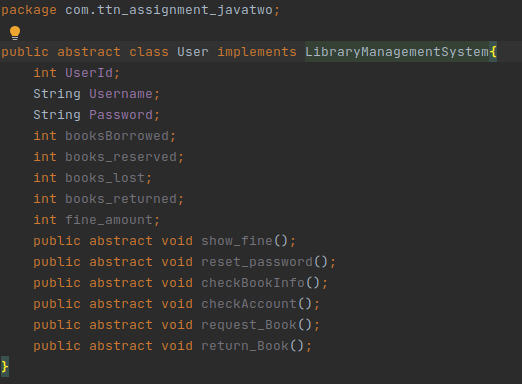 package com.ttn_assignment_javatwo;
public abstract class User implements LibraryManagementSystem{
    int UserId;
    String Username;
    String Password;
    int booksBorrowed;
    int books_reserved;
    int books_lost;
    int books_returned;
    int fine_amount;
    public abstract void show_fine();
    public abstract void reset_password();
    public abstract void checkBookInfo();
    public abstract void checkAccount();
    public abstract void request_Book();
    public abstract void return_Book();
}